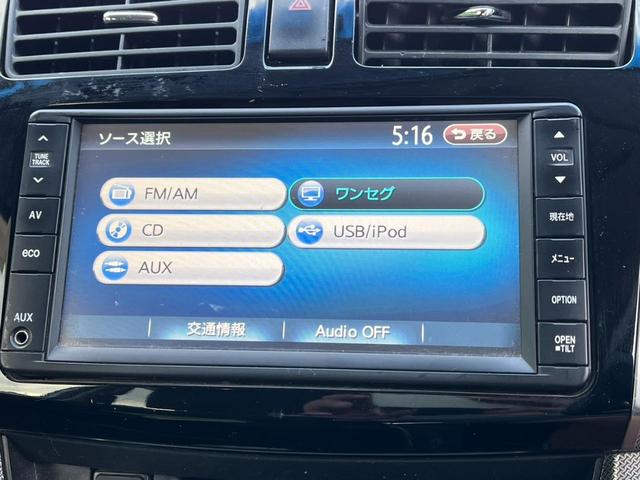 ソース選択
5:16
戻る
FM/AM
ワンセグ
CD
USB/iPod
AUX
交通情報
Audio OFF
TUNE
TRACK
AV
eco
AUX
VOL
現在地
メニュー
OPTION
OPEN
TILT